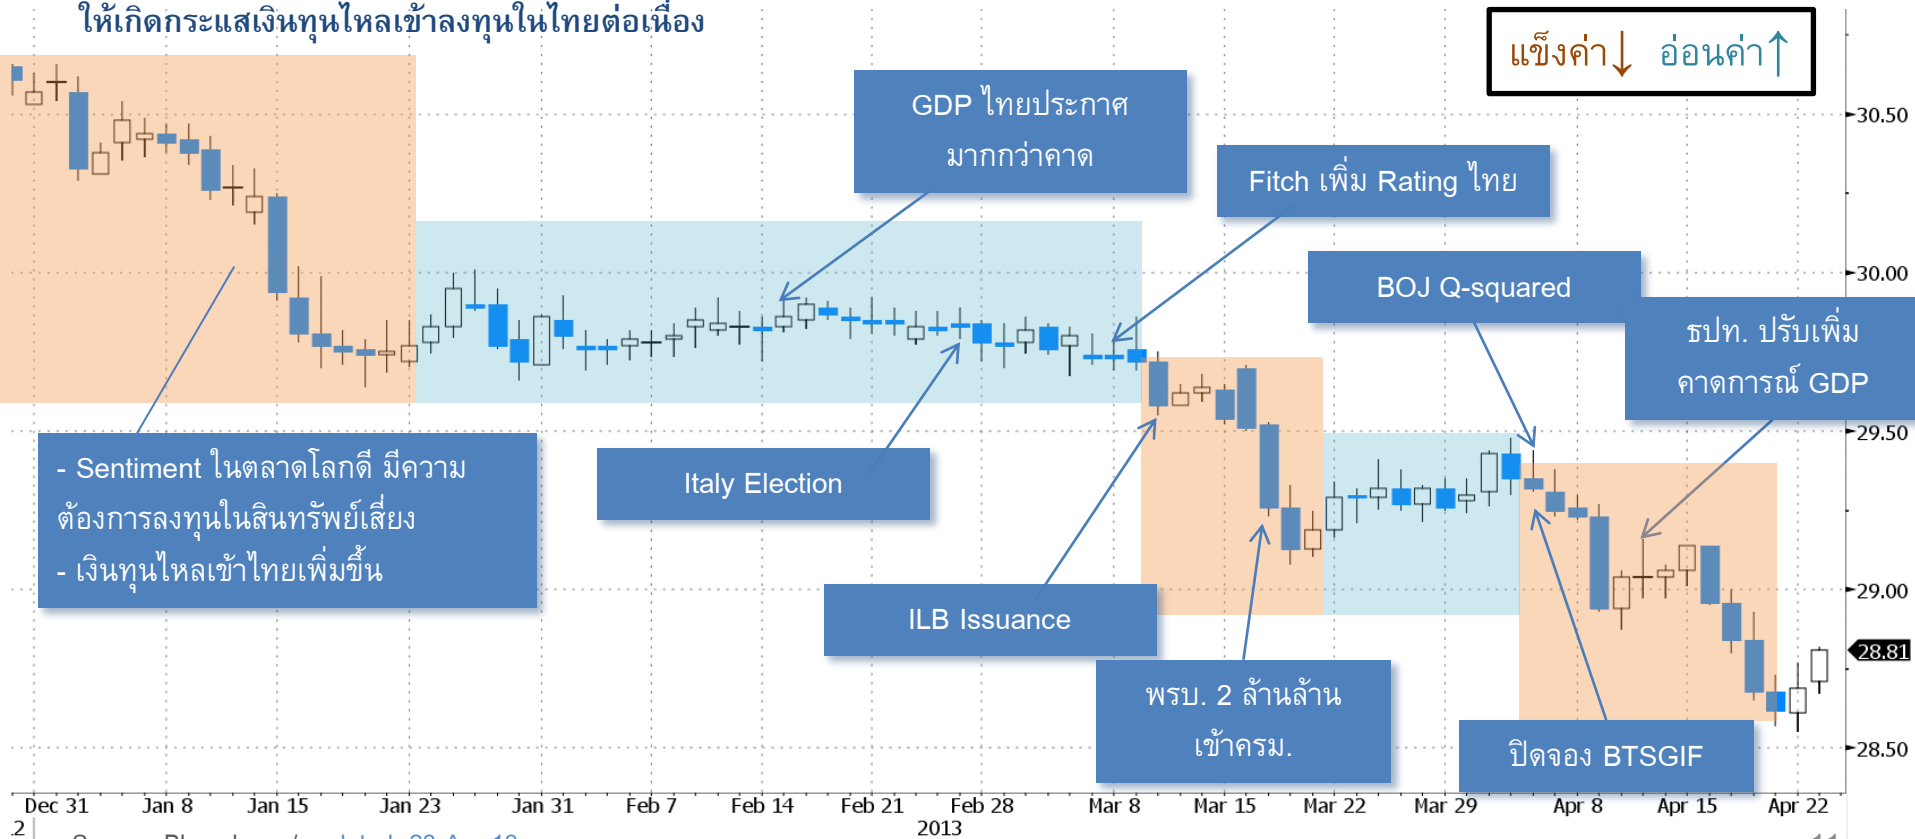 ให้เกิดกระแสเงินทุนไหลเข้าลงทุนในไทยต่อเนื่อง
แข็งค่า↓ อ่อนค่า↑
GDP ไทยประกาศ
มากกว่าคาด
Fitch เพิ่ม Rating ไทย
BOJ Q-squared
ธปท. ปรับเพิ่ม
คาดการณ์ GDP
- Sentiment ในตลาดโลกดี มีความ
ต้องการลงทุนในสินทรัพย์เสี่ยง
- เงินทุนไหลเข้าไทยเพิ่มขึ้น
Italy Election
ILB Issuance
พรบ. 2 ล้านล้าน
เข้าครม.
ปิดจอง BTSGIF
30.50
30.00
29.50
29.00
28.81
28.50
Dec 31 Jan 8 Jan 15 Jan 23 Jan 31 Feb 7 Feb 14 Feb 21 Feb 28 Mar 8 Mar 15 Mar 22 Mar 29 Apr 8 Apr 15 Apr 22
2 2013